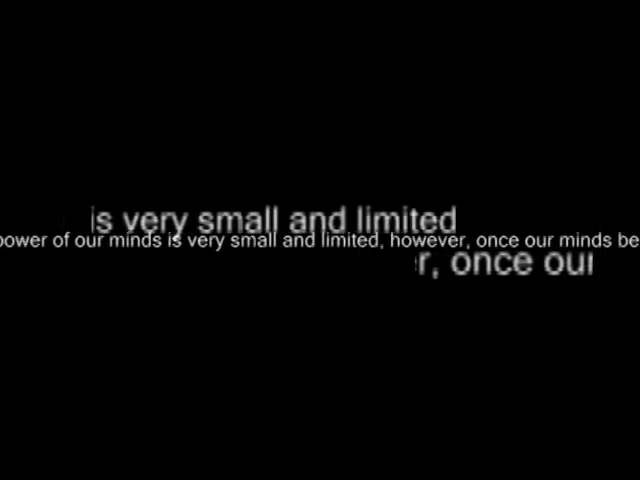 is very small and limited
power of our minds is very small and limited, however, once our minds be
r, once our